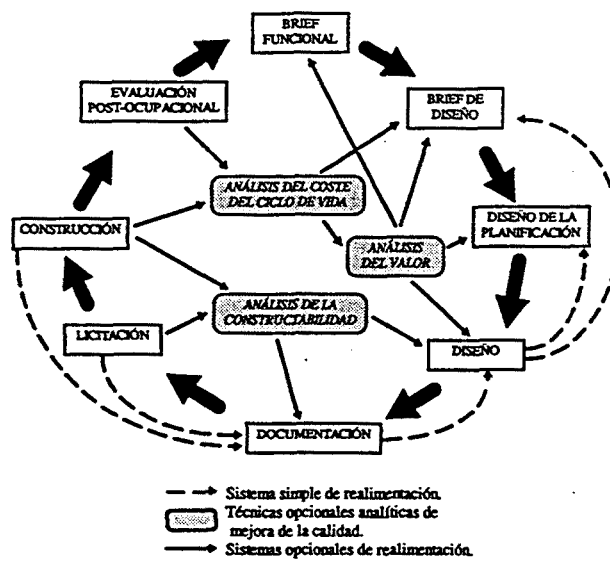 BRIEF
FUNCIONAL
EVALUACIÓN
POST-OCUPACIONAL
BRIEF DE
DISEÑO
ANÁLISIS DEL COSTE
DEL CICLO DE VIDA
CONSTRUCCIÓN
DISEÑO DE LA
PLANIFICACIÓN
ANÁLISIS
DEL VALOR
ANÁLISIS DE LA
CONSTRUCTABILIDAD
LICITACIÓN
DISEÑO
DOCUMENTACIÓN
Sistema simple de realimentación.
Técnicas opcionales analíticas de
mejora de la calidad.
Sistemas opcionales de realimentación.